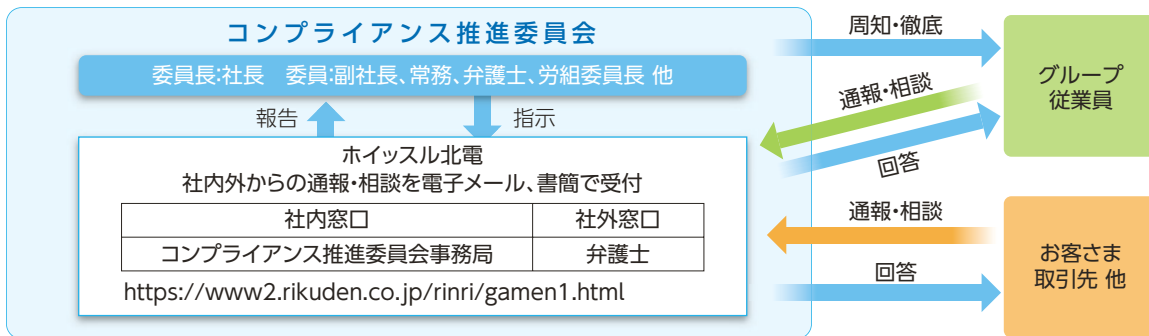 コンプライアンス推進委員会
委員長:社長　委員:副社長、常務、弁護士、労組委員長 他
報告
指示
ホイッスル北電
社内外からの通報・相談を電子メール、書簡で受付
社内窓口
社外窓口
コンプライアンス推進委員会事務局
弁護士
https://www2.rikuden.co.jp/rinri/gamen1.html
周知・徹底
通報・相談
回答
グループ
従業員
通報・相談
回答
お客さま
取引先 他